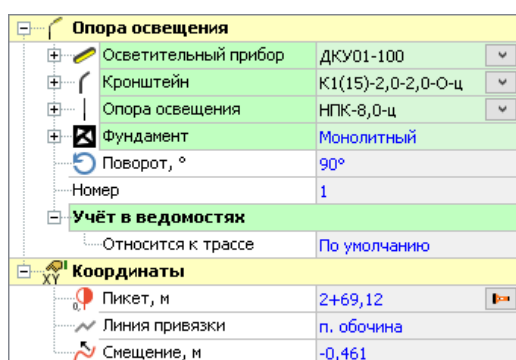 Опора освещения
Осветительный прибор ДКУ01-100
Кронштейн К1(15)-2,0-2,0-О-ц
Опора освещения НПК-8,0-ц
Фундамент Монолитный
Поворот, ° 90°
Номер 1
Учёт в ведомостях
Относится к трассе По умолчанию
XY Координаты
Пикет, м 2+69,12
Линия привязки п. обочина
Смещение, м -0,461